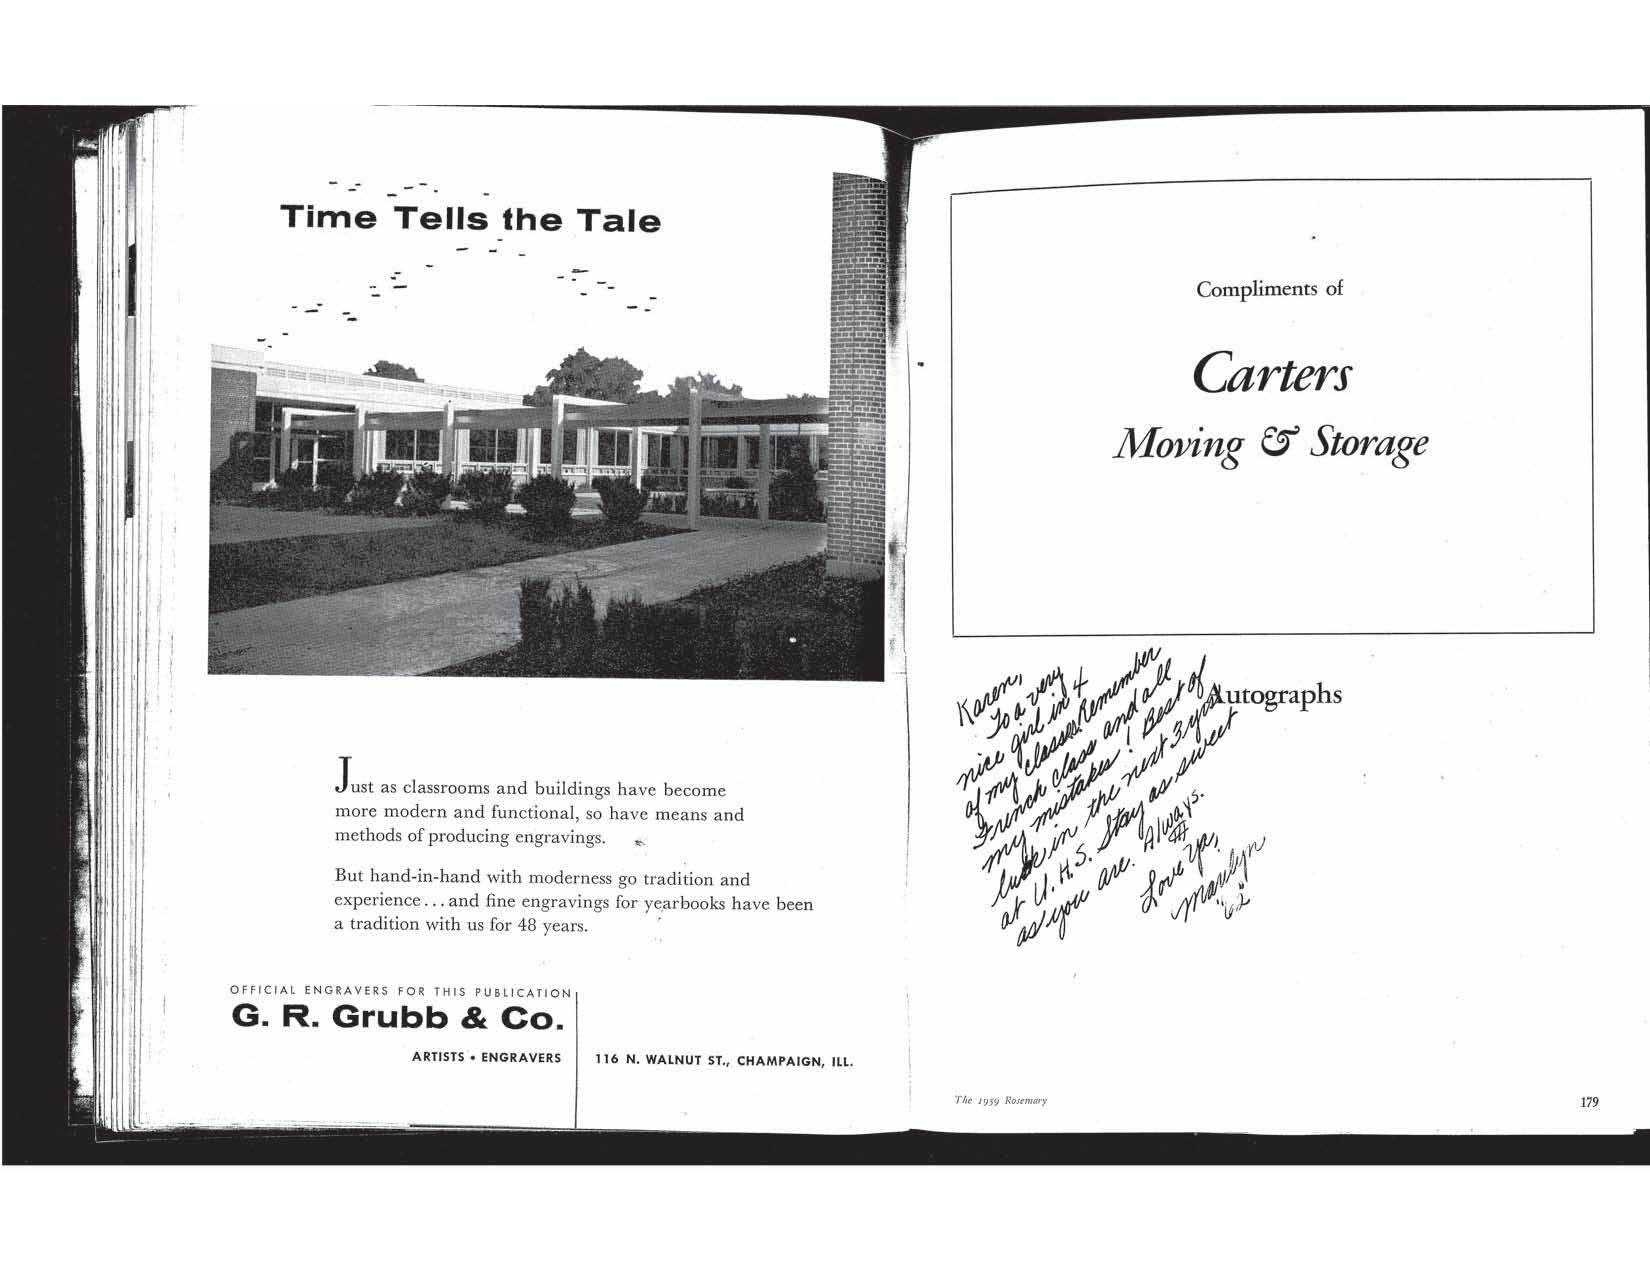 Time Tells the Tale
Just as classrooms and buildings have become
more modern and functional, so have means and
methods of producing engravings.
But hand-in-hand with moderness go tradition and
experience . . . and fine engravings for yearbooks have been
a tradition with us for 48 years.
OFFICIAL ENGRAVERS FOR THIS PUBLICATION
G. R. Grubb & Co.
ARTISTS • ENGRAVERS
116 N. WALNUT ST., CHAMPAIGN, ILL.
Compliments of
Carters
Moving & Storage
Autographs
Karen,
To a very
nice girl in 4
of my classes. Remember
French class and all
my mistakes! Best of
luck in the next 3 yrs.
at U.H.S. Stay as sweet
as you are. Always.
Love Ya,
Marilyn
"62"
The 1959 Rosemary
179